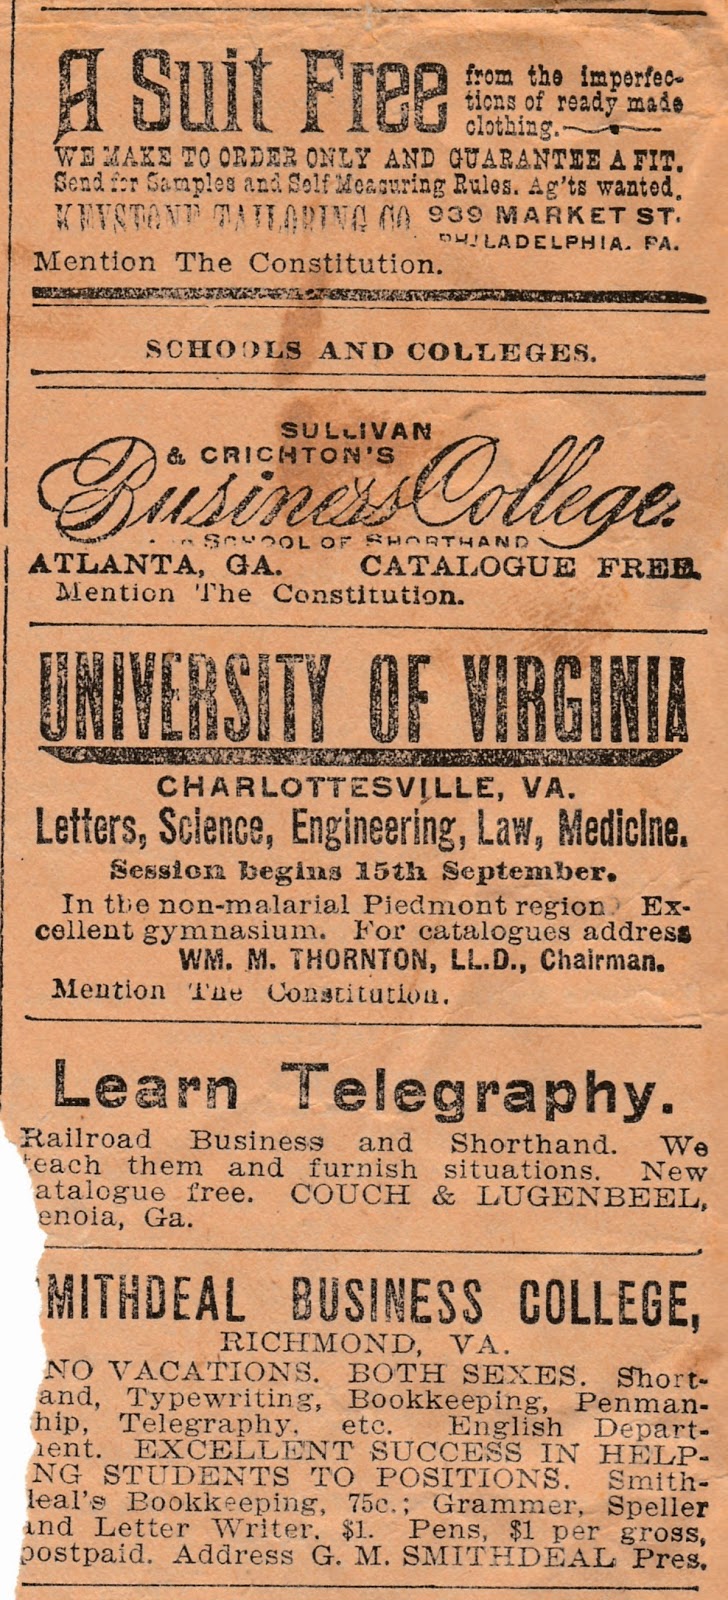 A Suit Free
from the imperfec-
tions of ready made
clothing.
WE MAKE TO ORDER ONLY AND GUARANTEE A FIT.
Send for Samples and Self Measuring Rules. Ag'ts wanted.
KEYSTONE TAILORING CO 939 MARKET ST.
PHILADELPHIA. PA.
Mention The Constitution.
SCHOOLS AND COLLEGES.
SULLIVAN
& CRICHTON'S
Business College.
SCHOOL OF SHORTHAND
ATLANTA, GA. CATALOGUE FREE.
Mention The Constitution.
UNIVERSITY OF VIRGINIA
CHARLOTTESVILLE, VA.
Letters, Science, Engineering, Law, Medicine.
Session begins 15th September.
In the non-malarial Piedmont region. Ex-
cellent gymnasium. For catalogues address
WM. M. THORNTON, LL.D., Chairman.
Mention The Constitution.
Learn Telegraphy.
Railroad Business and Shorthand. We
teach them and furnish situations. New
atalogue free. COUCH & LUGENBEEL,
enoia, Ga.
MITHDEAL BUSINESS COLLEGE,
RICHMOND, VA.
NO VACATIONS. BOTH SEXES. Short-
and, Typewriting, Bookkeeping, Penman-
hip, Telegraphy, etc. English Depart-
ent. EXCELLENT SUCCESS IN HELP-
NG STUDENTS TO POSITIONS. Smith-
deal's Bookkeeping, 75c.; Grammer, Speller
and Letter Writer, $1. Pens, $1 per gross,
postpaid. Address G. M. SMITHDEAL Pres.